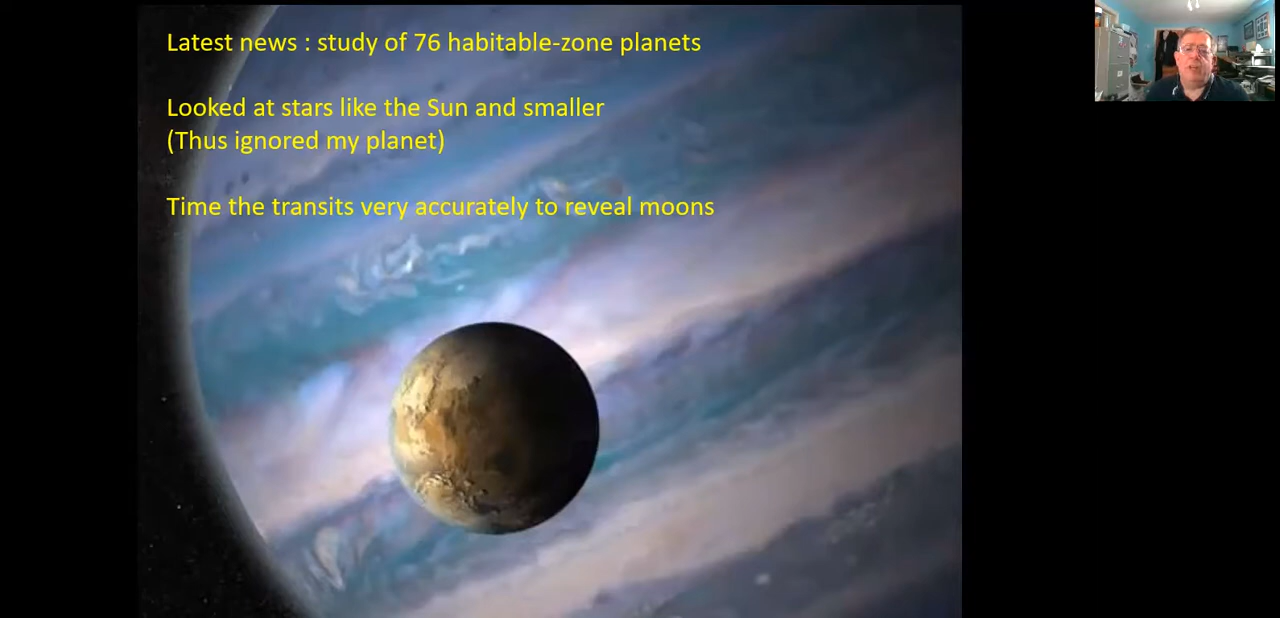 Latest news : study of 76 habitable-zone planets
Looked at stars like the Sun and smaller
(Thus ignored my planet)
Time the transits very accurately to reveal moons